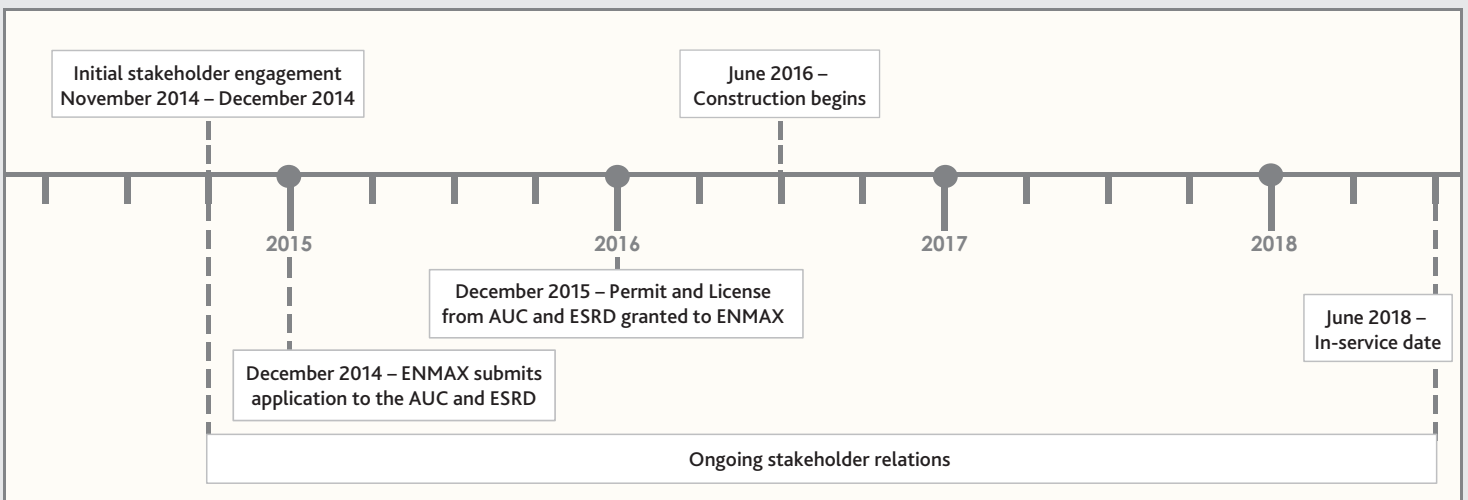 Initial stakeholder engagement
November 2014 – December 2014
June 2016 –
Construction begins
2015
2016
2017
2018
December 2015 – Permit and License
from AUC and ESRD granted to ENMAX
June 2018 –
In-service date
December 2014 – ENMAX submits
application to the AUC and ESRD
Ongoing stakeholder relations